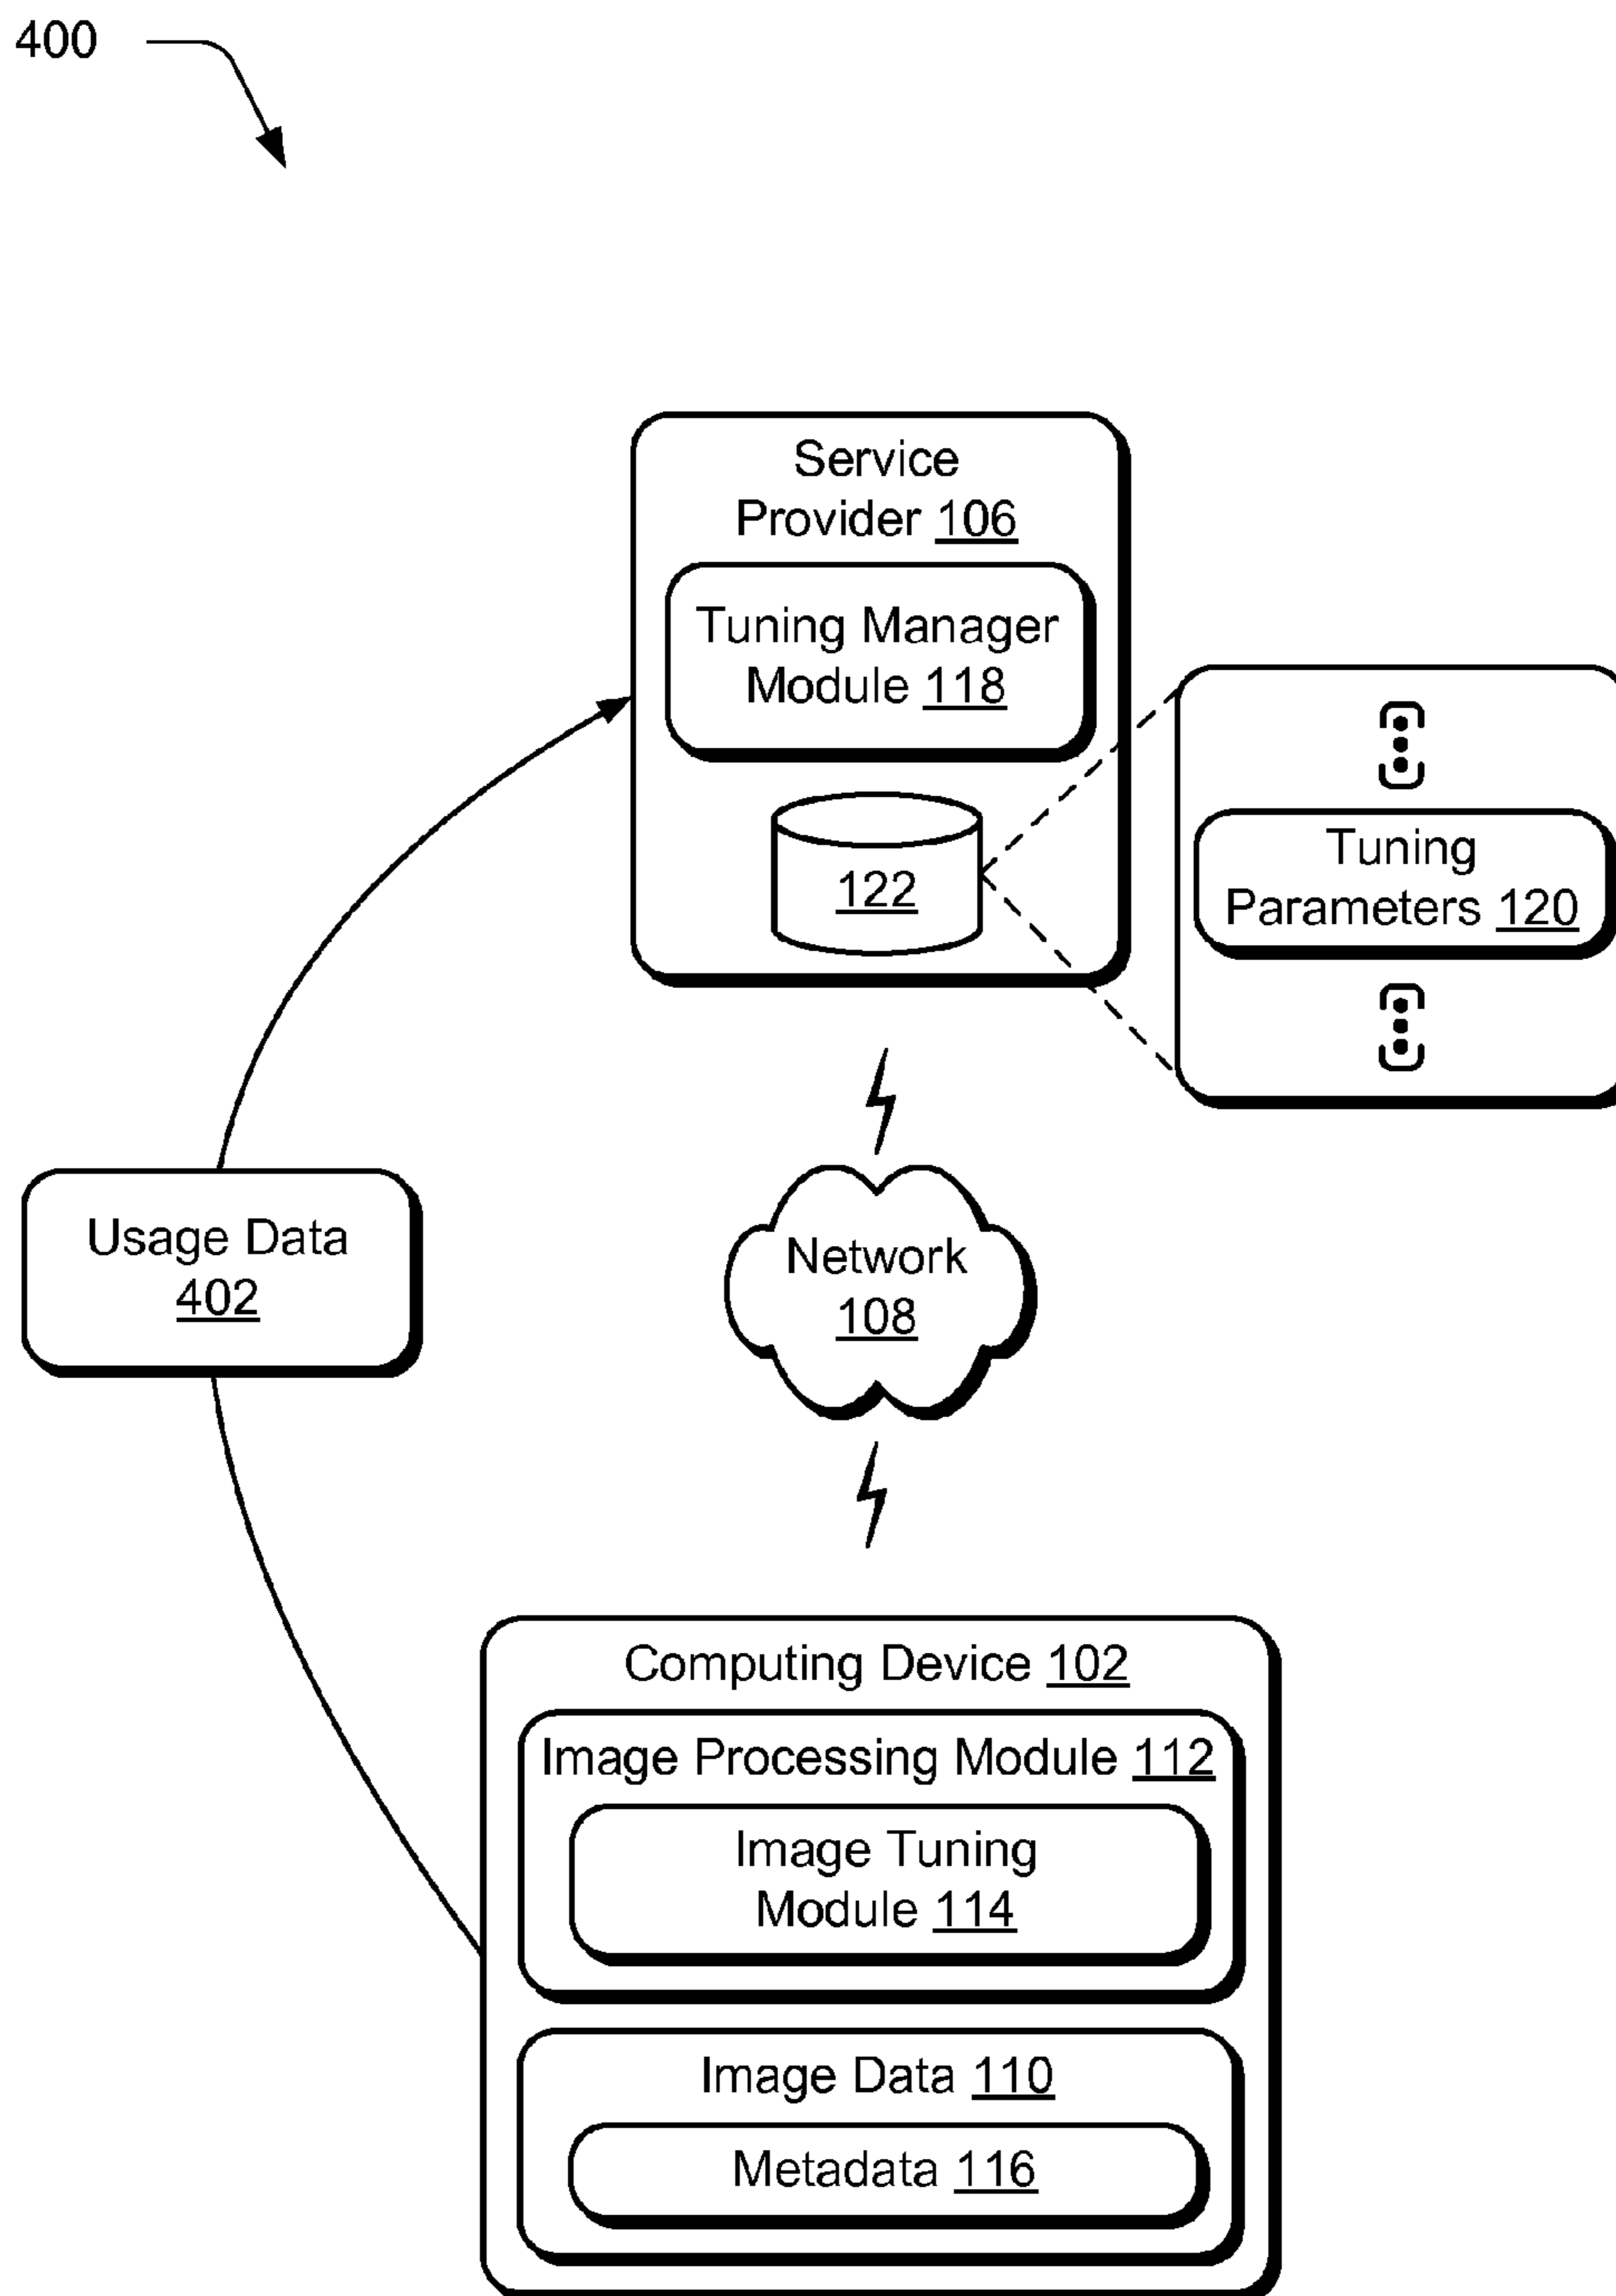 400
Service
Provider 106
Tuning Manager
Module 118
122
Tuning
Parameters 120
Usage Data
402
Network
108
Computing Device 102
Image Processing Module 112
Image Tuning
Module 114
Image Data 110
Metadata 116